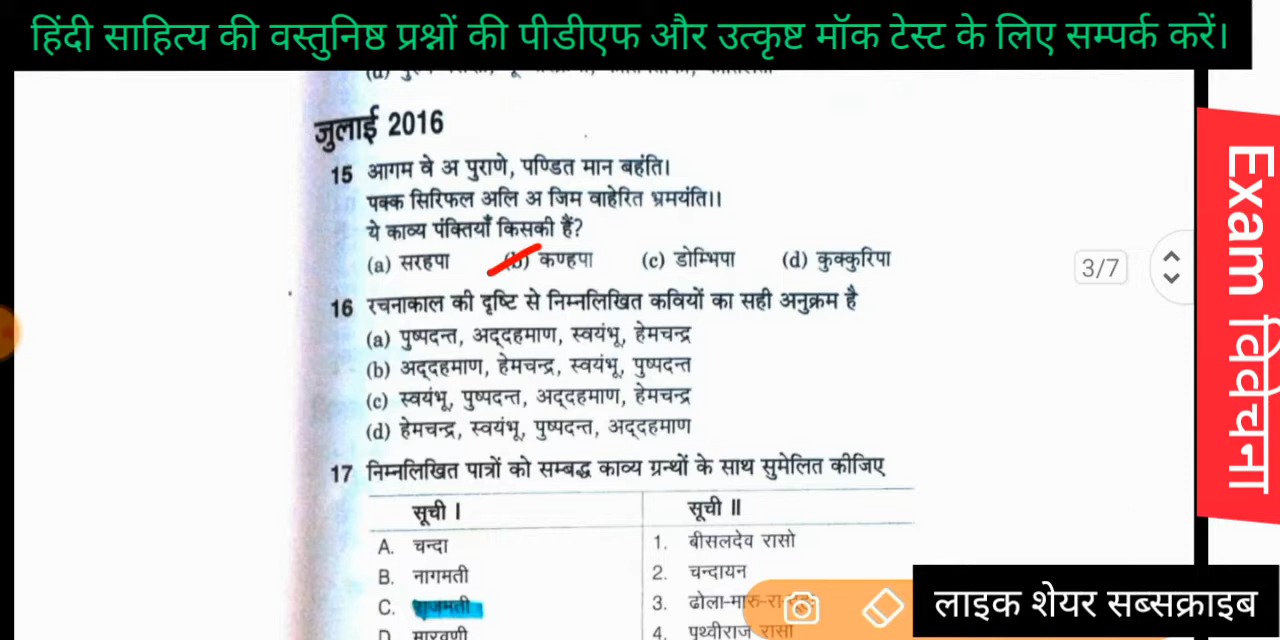 हिंदी साहित्य की वस्तुनिष्ठ प्रश्नों की पीडीएफ और उत्कृष्ट मॉक टेस्ट के लिए सम्पर्क करें।
जुलाई 2016
15 आगम वे अ पुराणे, पण्डित मान बहंति।
पक्क सिरिफल अलि अ जिम वाहेरित भ्रमयंति।।
ये काव्य पंक्तियाँ किसकी हैं?
(a) सरहपा (b) कण्हपा (c) डोम्भिपा (d) कुक्कुरिपा
3/7
16 रचनाकाल की दृष्टि से निम्नलिखित कवियों का सही अनुक्रम है
(a) पुष्पदन्त, अद्दहमाण, स्वयंभू, हेमचन्द्र
(b) अद्दहमाण, हेमचन्द्र, स्वयंभू, पुष्पदन्त
(c) स्वयंभू, पुष्पदन्त, अद्दहमाण, हेमचन्द्र
(d) हेमचन्द्र, स्वयंभू, पुष्पदन्त, अद्दहमाण
17 निम्नलिखित पात्रों को सम्बद्ध काव्य ग्रन्थों के साथ सुमेलित कीजिए
सूची I सूची II
A. चन्दा 1. बीसलदेव रासो
B. नागमती 2. चन्दायन
C. राजमती 3. ढोला-मारु-रा
D. मारवणी 4. पृथ्वीराज रासो
Exam विवेचना
लाइक शेयर सब्सक्राइब